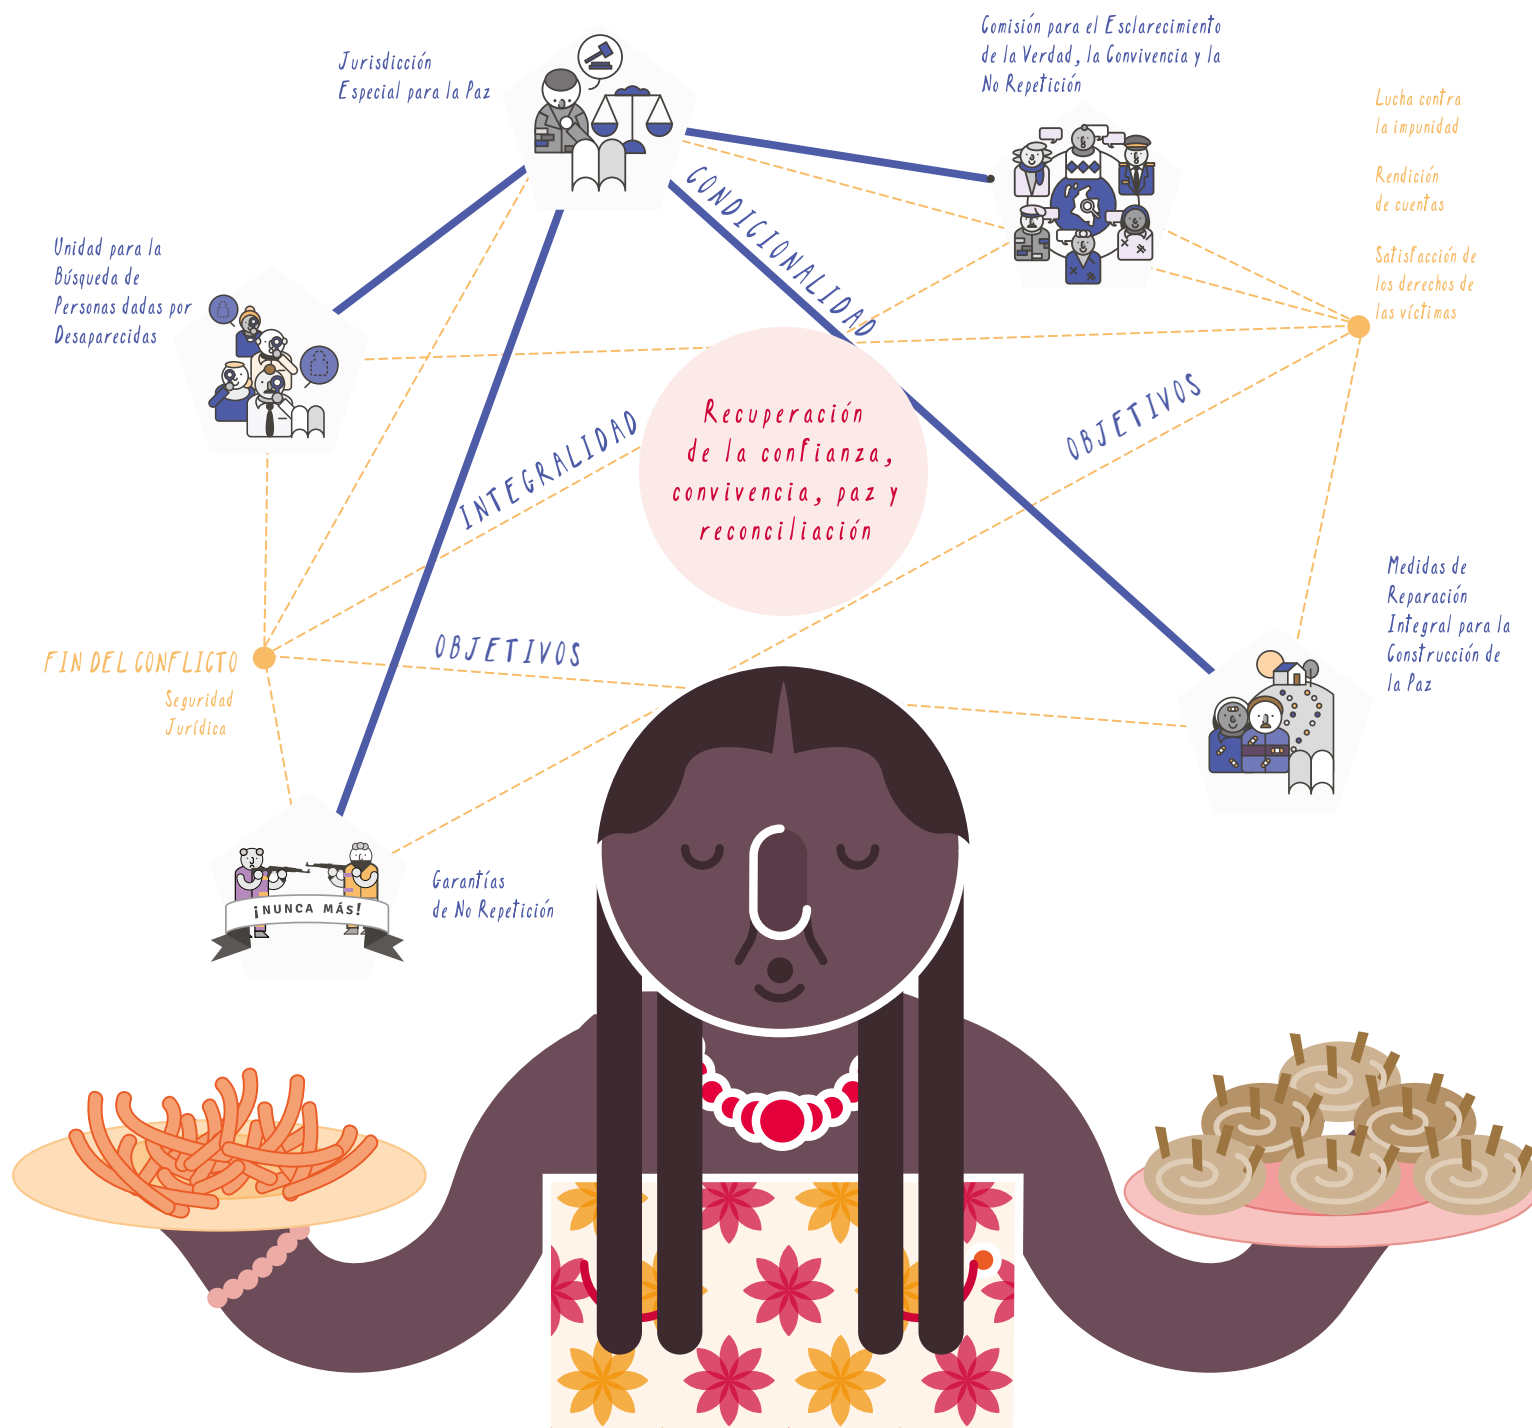 Jurisdicción
Especial para la Paz
Comisión para el Esclarecimiento
de la Verdad, la Convivencia y la
No Repetición
Lucha contra
la impunidad
Rendición
de cuentas
Satisfacción de
los derechos de
las víctimas
Unidad para la
Búsqueda de
Personas dadas por
Desaparecidas
CONDICIONALIDAD
INTEGRALIDAD
OBJETIVOS
Recuperación
de la confianza,
convivencia, paz y
reconciliación
Medidas de
Reparación
Integral para la
Construcción de
la Paz
FIN DEL CONFLICTO
Seguridad
Jurídica
OBJETIVOS
¡NUNCA MÁS!
Garantías
de No Repetición